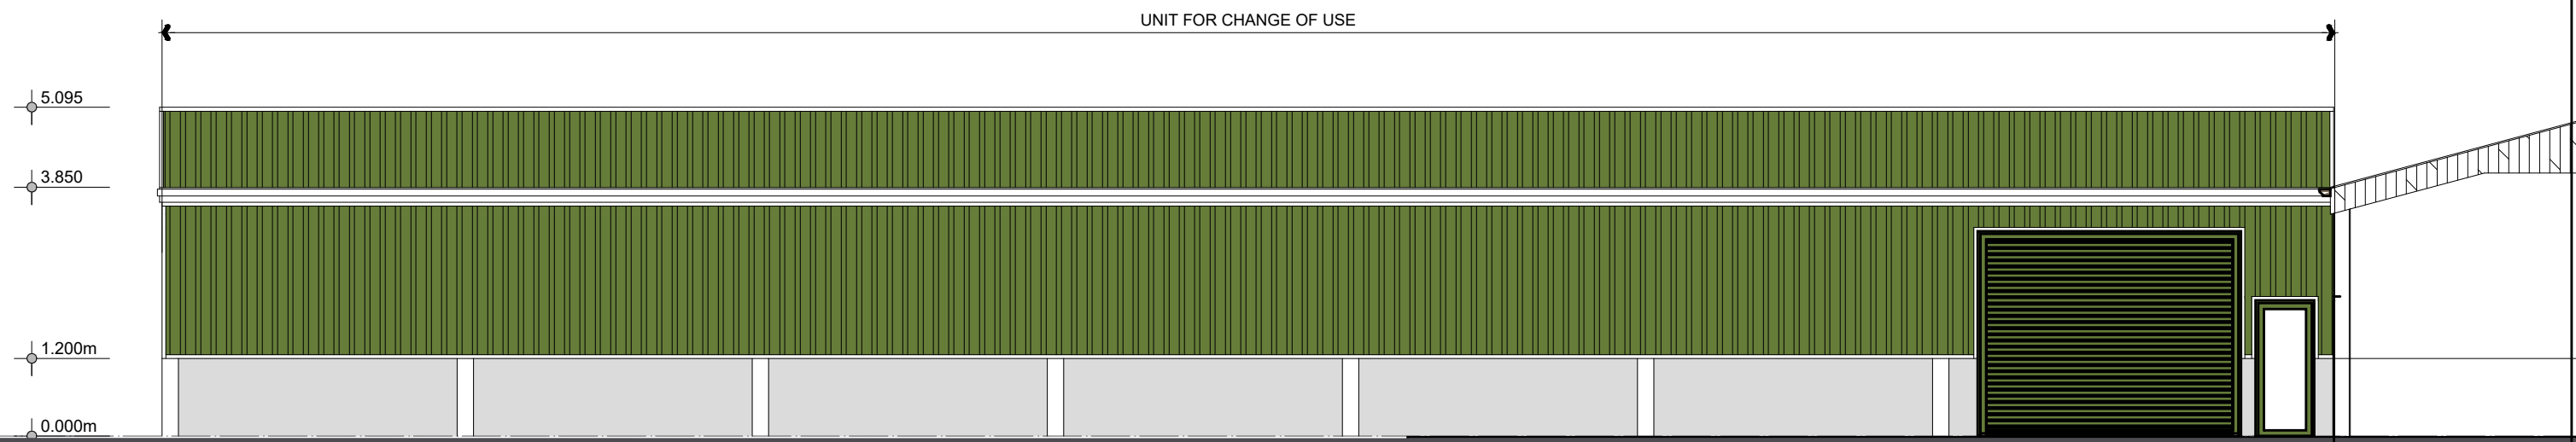 UNIT FOR CHANGE OF USE
5.095
3.850
1.200m
0.000m